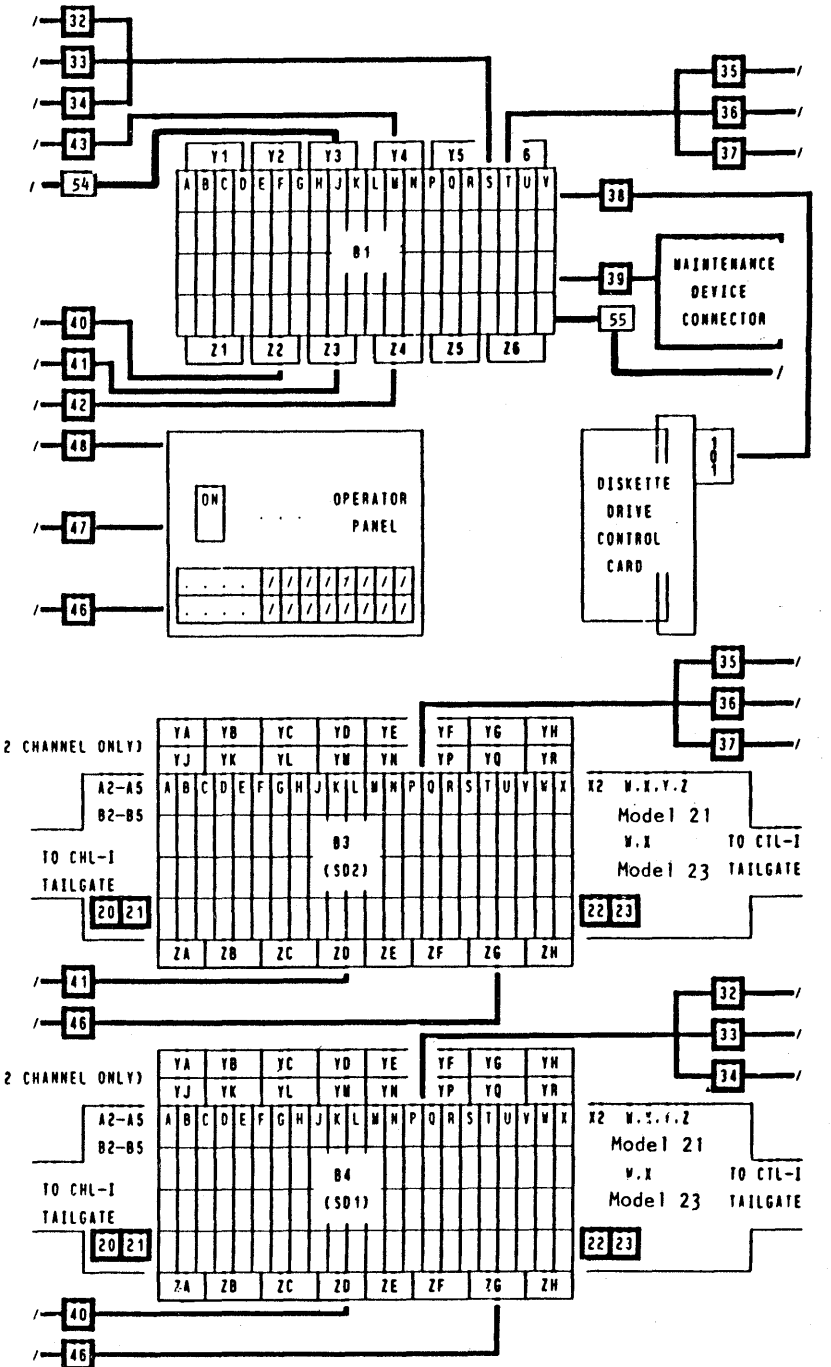 / 32
/ 33
/ 34
/ 43
/ 54
35 /
36 /
37 /
Y1 Y2 Y3 Y4 Y5 6
A B C D E F G H J K L M N P Q R S T U V
B1
38
39
55
/
MAINTENANCE
DEVICE
CONNECTOR
Z1 Z2 Z3 Z4 Z5 Z6
/ 40
/ 41
/ 42
/ 48
/ 47
/ 46
ON . . . OPERATOR
PANEL
. . . . / / / / / / / /
. . . . / / / / / / / /
DISKETTE
DRIVE
CONTROL
CARD
101
35 /
36 /
37 /
2 CHANNEL ONLY)
YA YB YC YD YE YF YG YH
YJ YK YL YM YN YP YQ YR
A2-A5
B2-B5
A B C D E F G H J K L M N P Q R S T U V W X
X2 W.X.Y.Z
Model 21
W.X
Model 23
B3
(SD2)
TO CHL-I
TAILGATE
TO CTL-I
TAILGATE
20 21
22 23
ZA ZB ZC ZD ZE ZF ZG ZH
/ 41
/ 46
32 /
33 /
34 /
2 CHANNEL ONLY)
YA YB YC YD YE YF YG YH
YJ YK YL YM YN YP YQ YR
A2-A5
B2-B5
A B C D E F G H J K L M N P Q R S T U V W X
X2
Model 21
W.X
Model 23
B4
(SD1)
TO CHL-I
TAILGATE
TO CTL-I
TAILGATE
20 21
22 23
ZA ZB ZC ZD ZE ZF ZG ZH
/ 40
/ 46